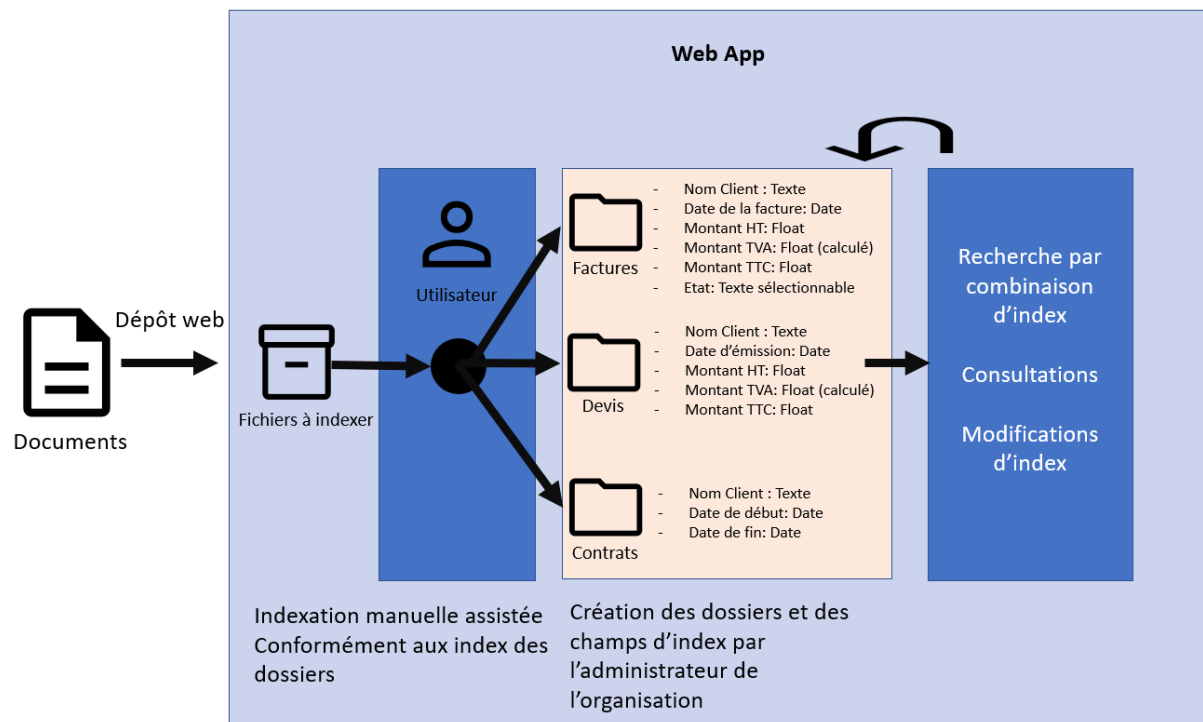 Web App
Dépôt web
Documents
Fichiers à indexer
Utilisateur
Factures
- Nom Client : Texte
- Date de la facture: Date
- Montant HT: Float
- Montant TVA: Float (calculé)
- Montant TTC: Float
- Etat: Texte sélectionnable
Devis
- Nom Client : Texte
- Date d’émission: Date
- Montant HT: Float
- Montant TVA: Float (calculé)
- Montant TTC: Float
Contrats
- Nom Client : Texte
- Date de début: Date
- Date de fin: Date
Recherche par
combinaison
d’index
Consultations
Modifications
d’index
Indexation manuelle assistée
Conformément aux index des
dossiers
Création des dossiers et des
champs d’index par
l’administrateur de
l’organisation